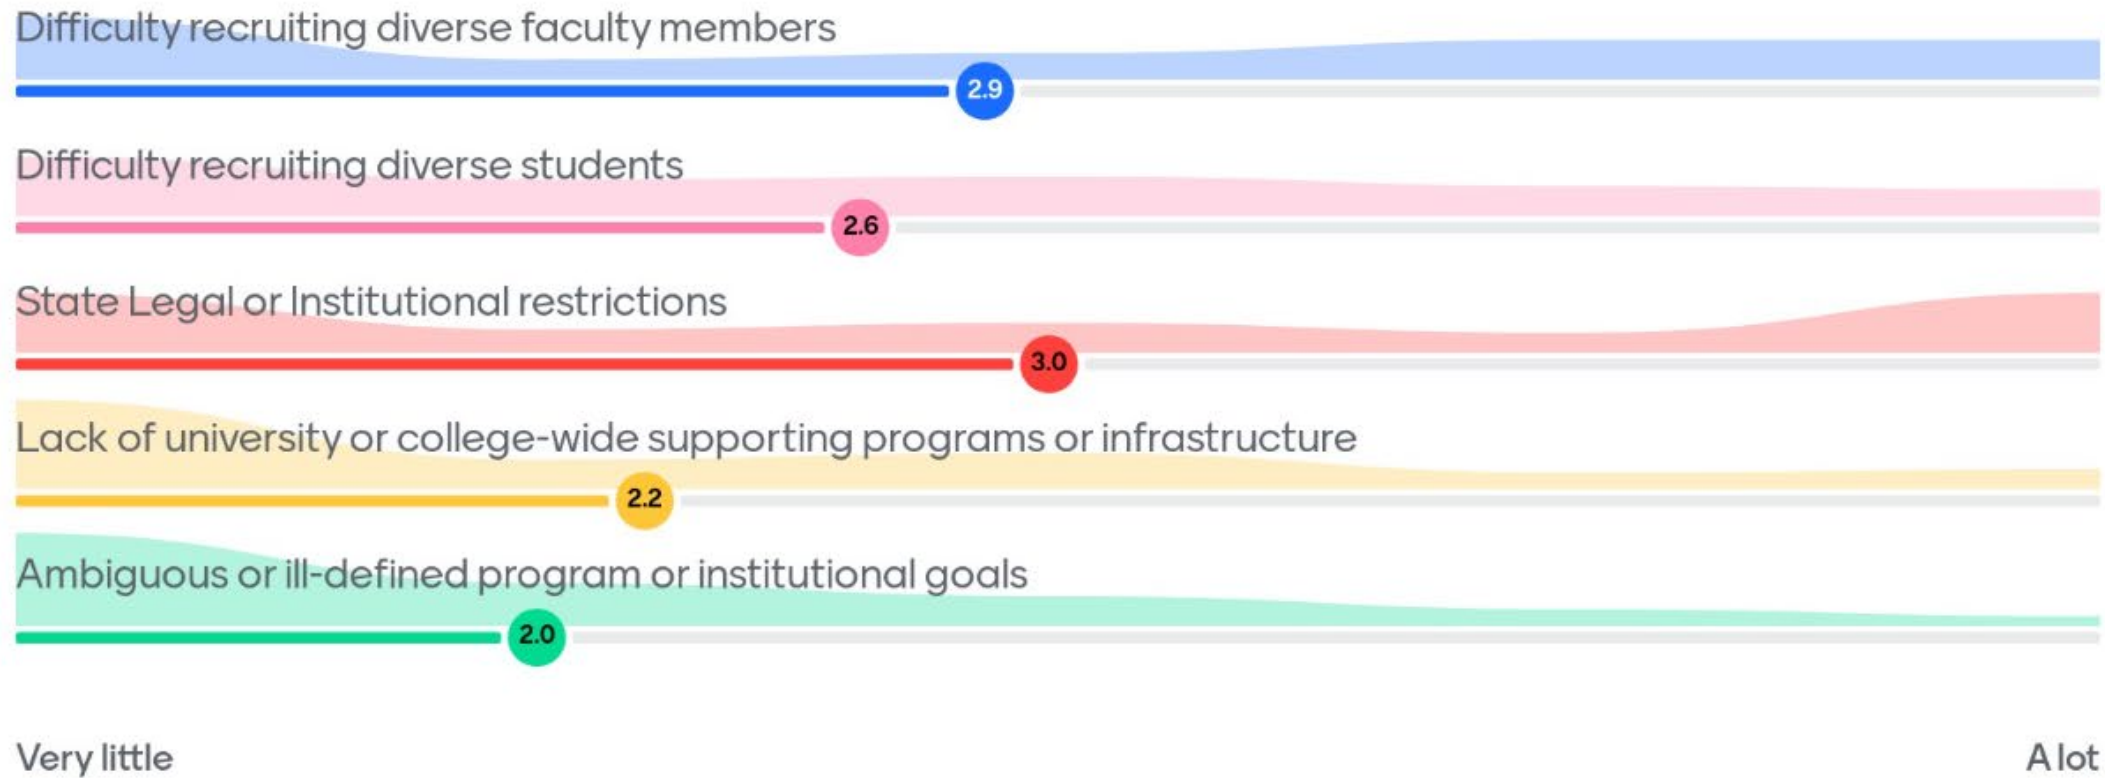 Difficulty recruiting diverse faculty members
2.9
Difficulty recruiting diverse students
2.6
State Legal or Institutional restrictions
3.0
Lack of university or college-wide supporting programs or infrastructure
2.2
Ambiguous or ill-defined program or institutional goals
2.0
Very little
A lot